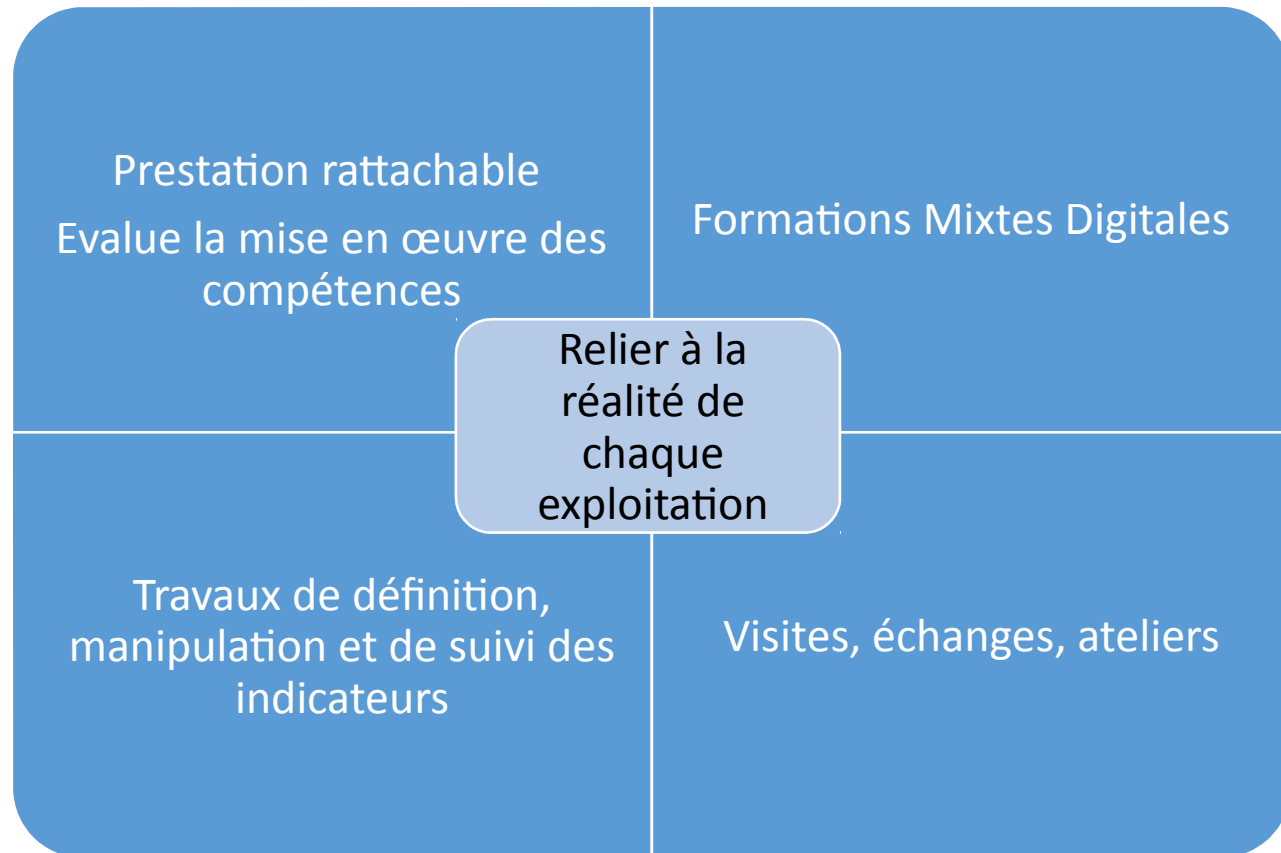 Prestation rattachable
Evalue la mise en œuvre des
compétences
Formations Mixtes Digitales
Relier à la
réalité de
chaque
exploitation
Travaux de définition,
manipulation et de suivi des
indicateurs
Visites, échanges, ateliers